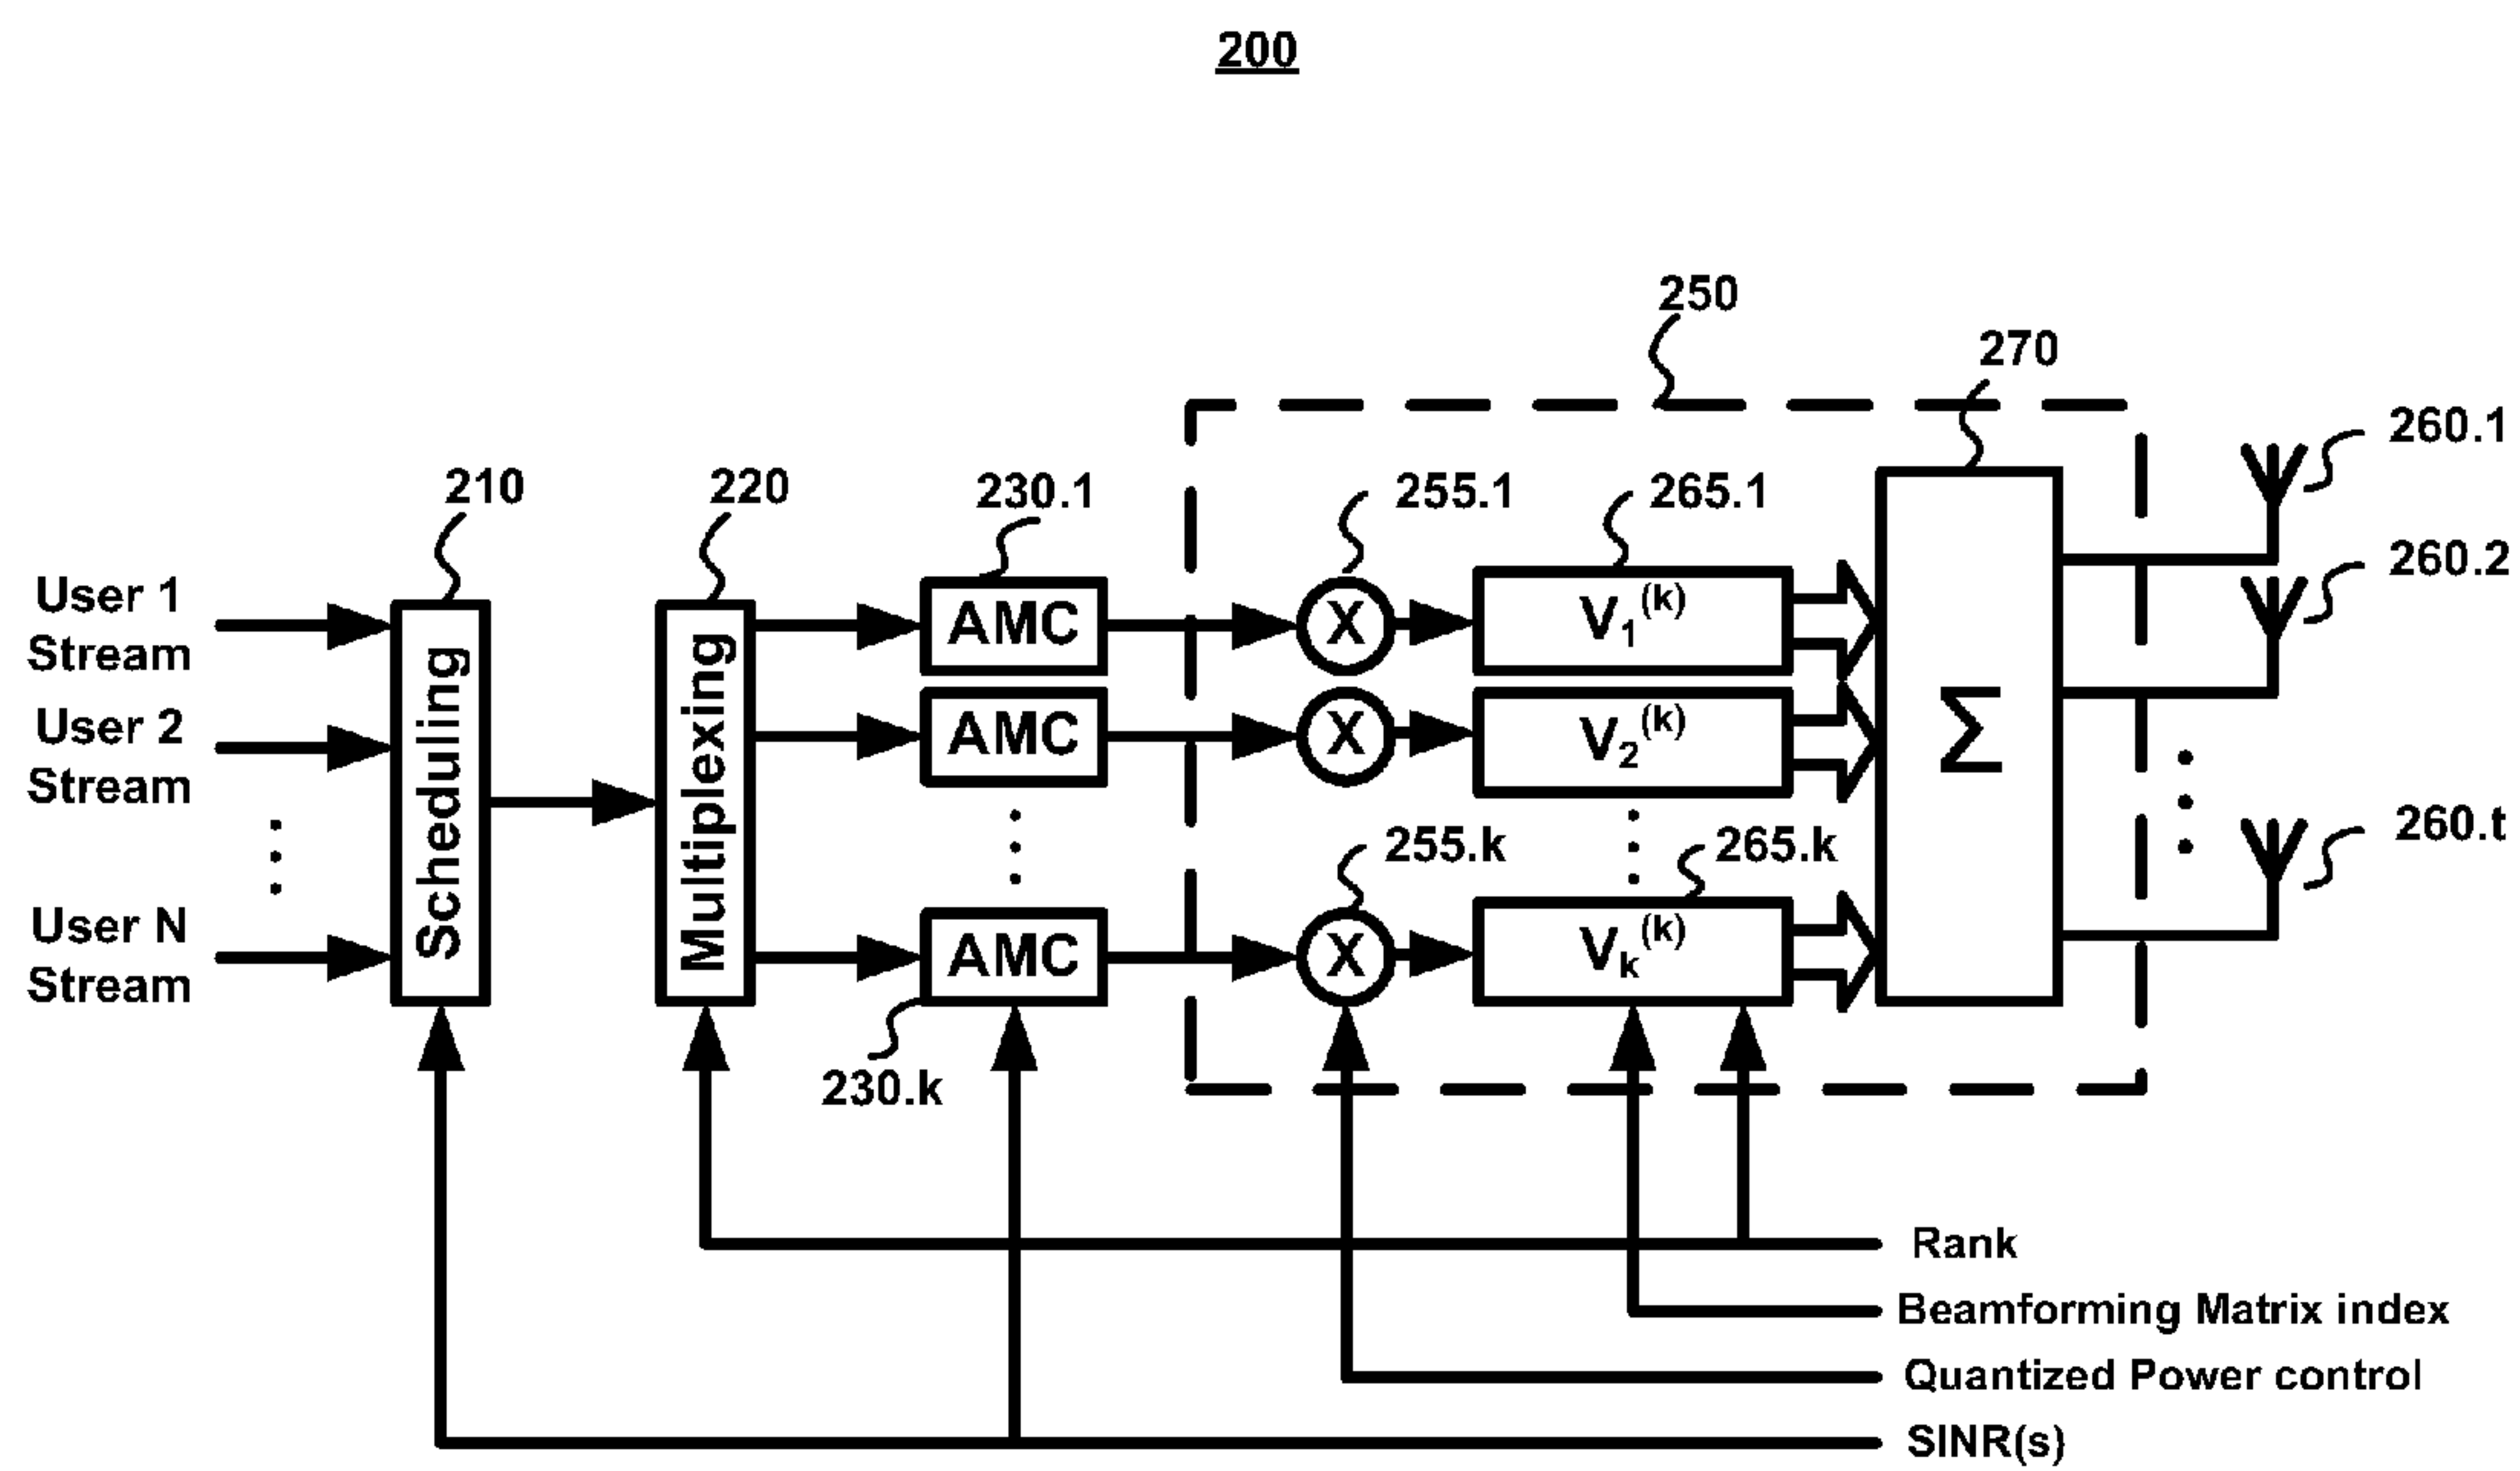 200
250
270
260.1
210
220
230.1
255.1
265.1
260.2
User 1
Stream
AMC
X
V1(k)
User 2
Stream
AMC
X
V2(k)
Σ
Scheduling
Multiplexing
255.k
265.k
260.t
User N
Stream
AMC
X
Vk(k)
230.k
Rank
Beamforming Matrix index
Quantized Power control
SINR(s)